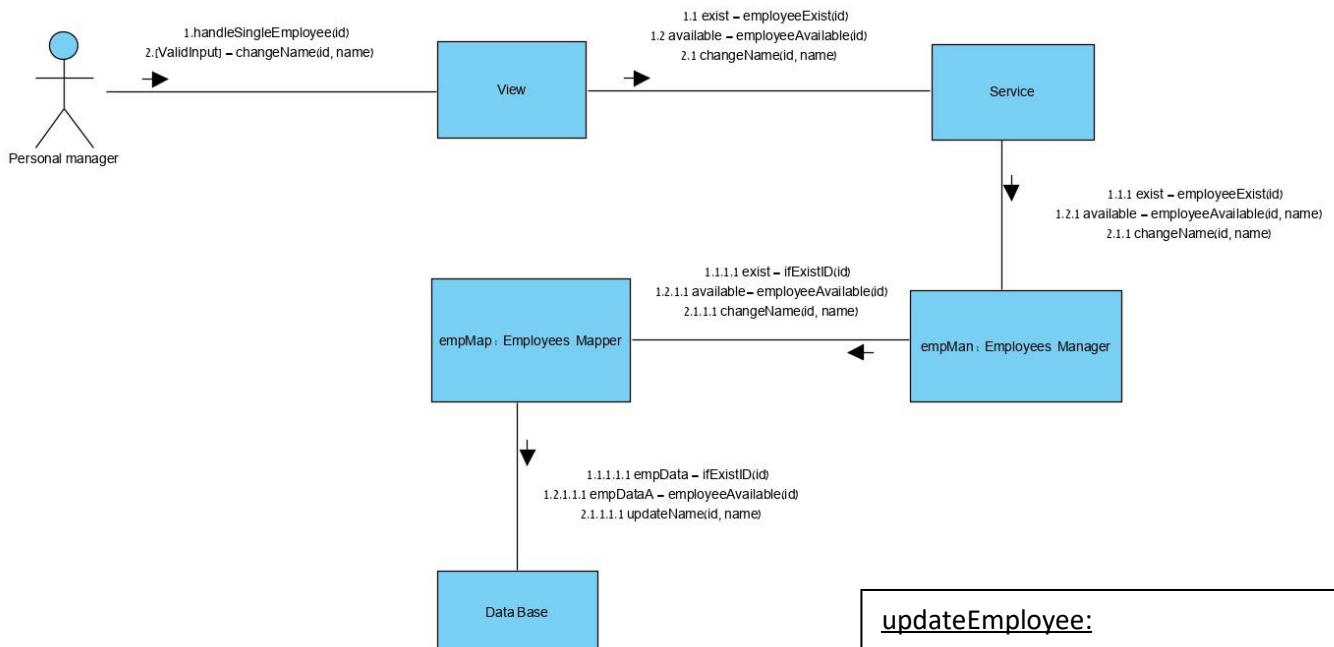 1.handleSingleEmployee(id)
2.[ValidInput] – changeName(id, name)
1.1 exist – employeeExist(id)
1.2 available – employeeAvailable(id)
2.1 changeName(id, name)
View
Service
Personal manager
1.1.1 exist – employeeExist(id)
1.2.1 available – employeeAvailable(id, name)
2.1.1 changeName(id, name)
1.1.1.1 exist – ifExistID(id)
1.2.1.1 available– employeeAvailable(id)
2.1.1.1 changeName(id, name)
empMap : Employees Mapper
empMan : Employees Manager
1.1.1.1.1 empData – ifExistID(id)
1.2.1.1.1 empDataA – employeeAvailable(id)
2.1.1.1.1 updateName(id, name)
Data Base
updateEmployee: